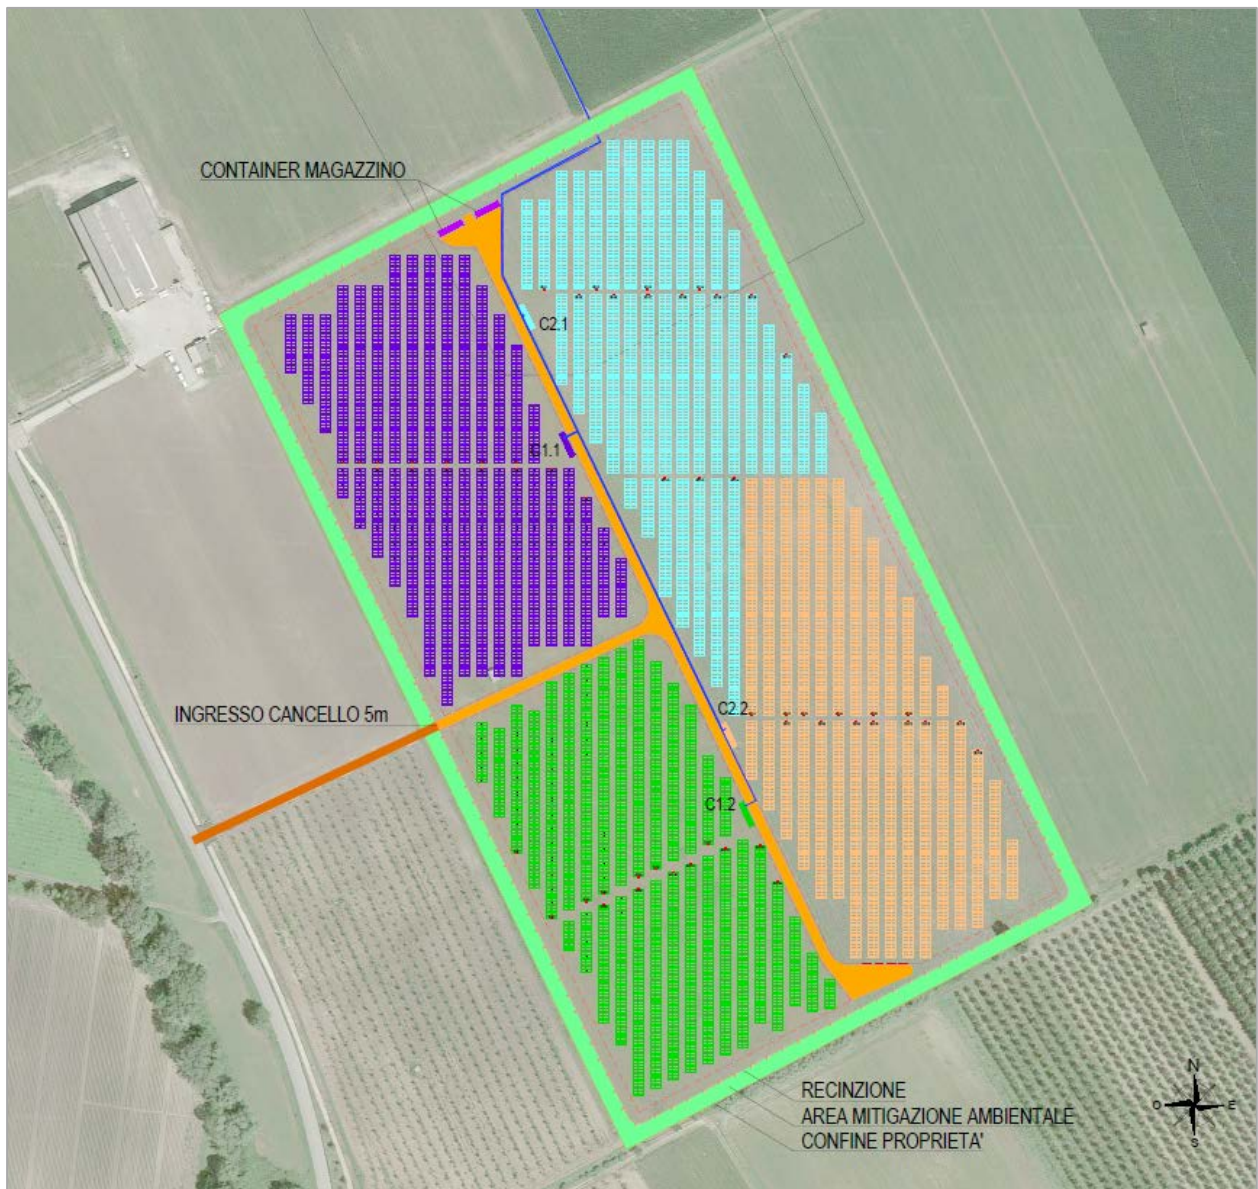 CONTAINER MAGAZZINO
C2.1
C1.1
INGRESSO CANCELLO 5m
C2.2
C1.2
RECINZIONE
AREA MITIGAZIONE AMBIENTALE
CONFINE PROPRIETA'
N
O
E
S